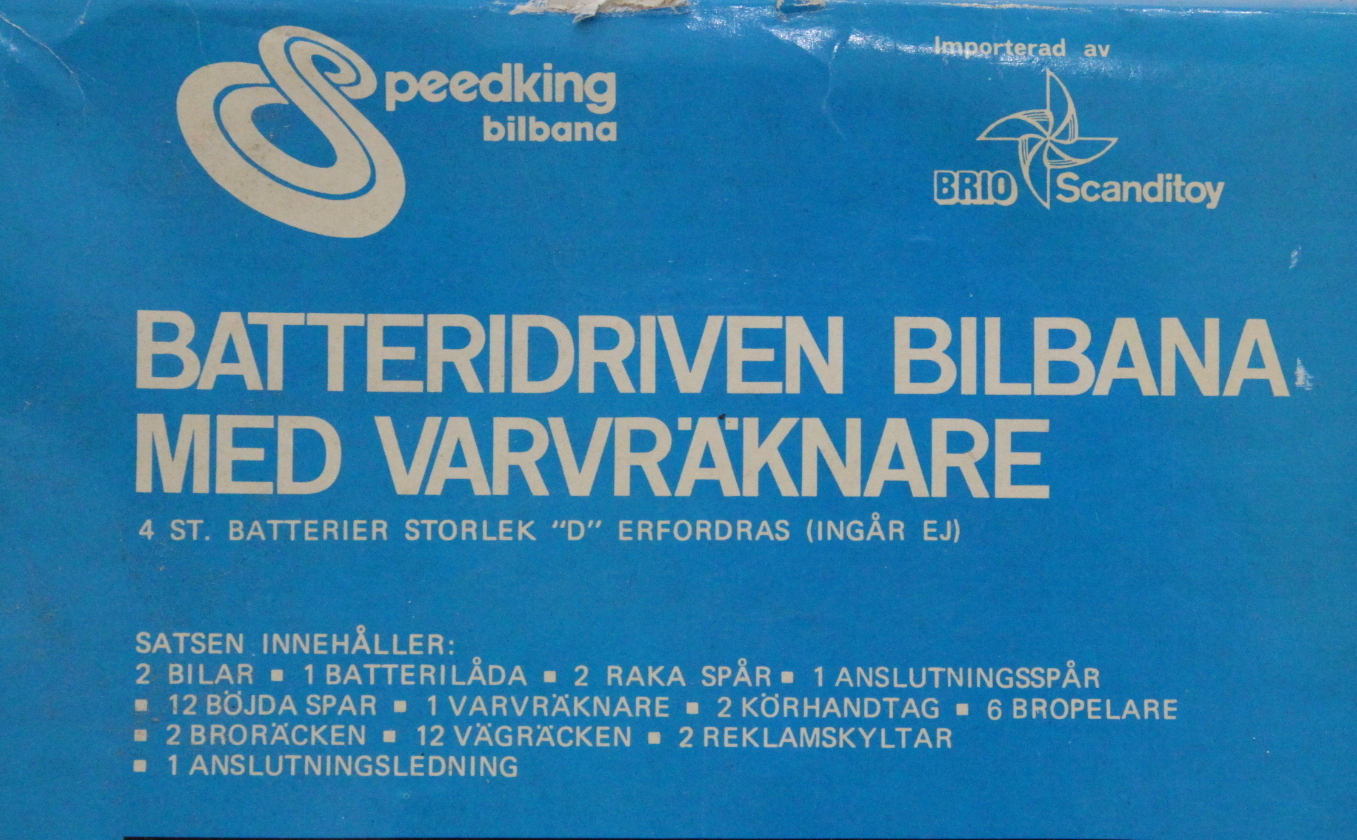 Speedking
bilbana
Importerad av
BRIO Scanditoy
BATTERIDRIVEN BILBANA
MED VARVRÄKNARE
4 ST. BATTERIER STORLEK "D" ERFORDRAS (INGÅR EJ)
SATSEN INNEHÅLLER:
2 BILAR ▪ 1 BATTERILÅDA ▪ 2 RAKA SPÅR ▪ 1 ANSLUTNINGSSPÅR
▪ 12 BÖJDA SPAR ▪ 1 VARVRÄKNARE ▪ 2 KÖRHANDTAG ▪ 6 BROPELARE
▪ 2 BRORÄCKEN ▪ 12 VÄGRÄCKEN ▪ 2 REKLAMSKYLTAR
▪ 1 ANSLUTNINGSLEDNING